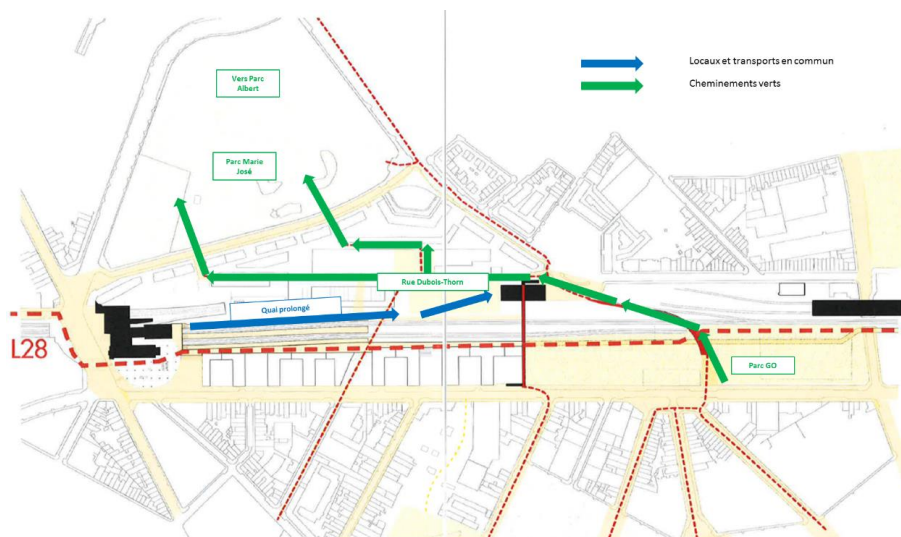 Locaux et transports en commun
Cheminements verts
Vers Parc
Albert
Parc Marie
José
Rue Dubois-Thorn
Quai prolongé
L28
Parc GO